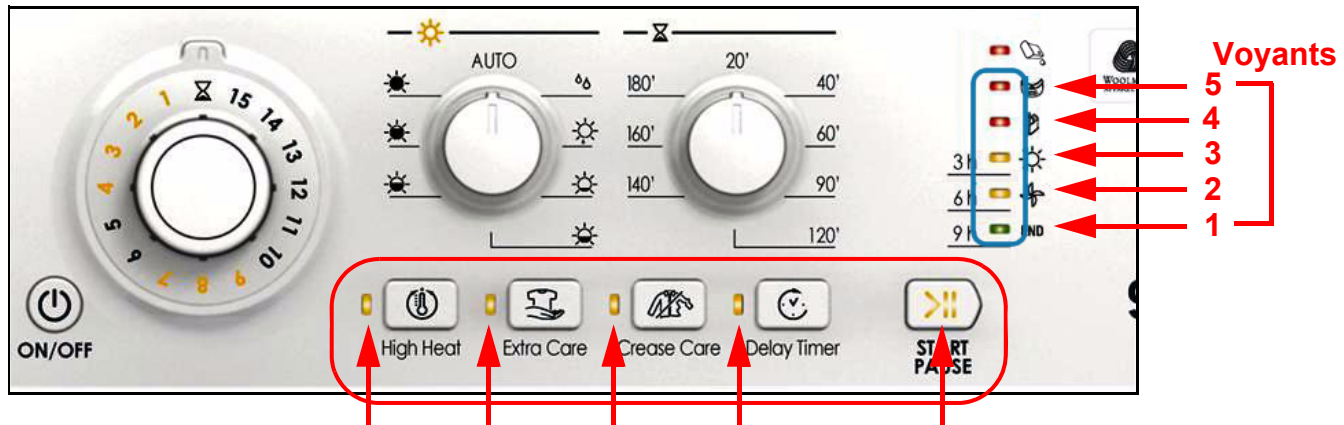 Voyants
5
4
3
2
1
AUTO
180'
160'
140'
20'
40'
60'
90'
120'
3 h
6 h
9 h
END
1
2
3
4
5
6
7
8
9
10
11
12
13
14
15
ON/OFF
High Heat
Extra Care
Crease Care
Delay Timer
START
PAUSE